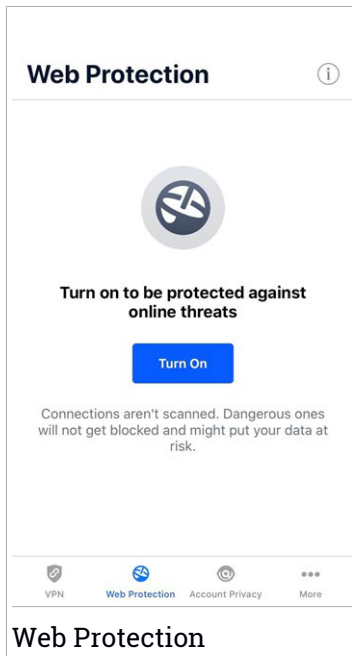 Web Protection
Turn on to be protected against
online threats
Turn On
Connections aren't scanned. Dangerous ones
will not get blocked and might put your data at
risk.
VPN
Web Protection
Account Privacy
More
Web Protection